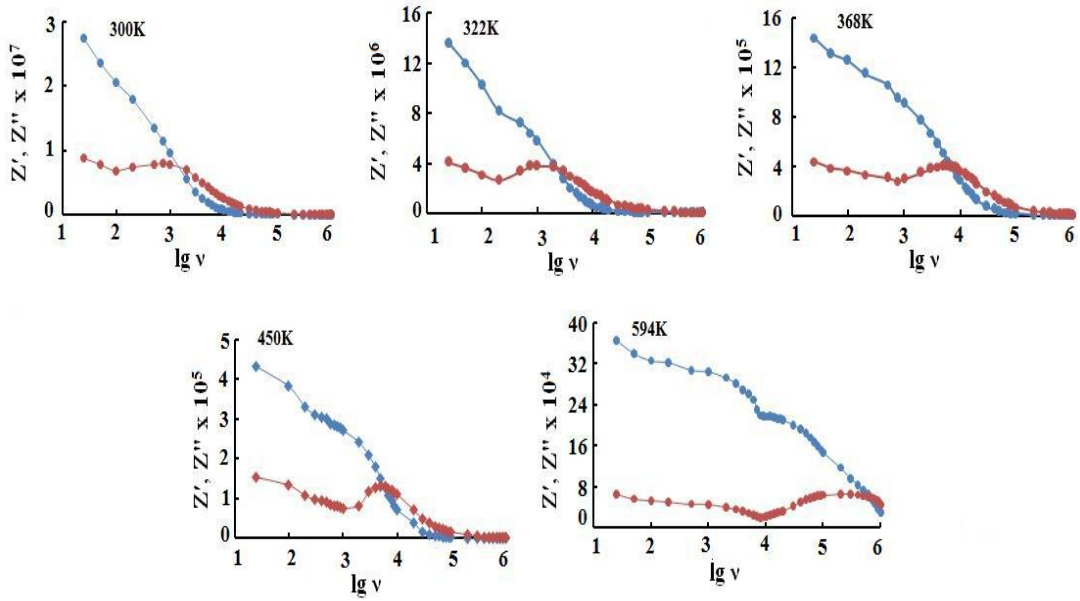 300K
Z', Z'' x 10⁷
3
2
1
0
1 2 3 4 5 6
lg ν
322K
Z', Z'' x 10⁶
16
12
8
4
0
1 2 3 4 5 6
lg ν
368K
Z', Z'' x 10⁵
16
12
8
4
0
1 2 3 4 5 6
lg ν
450K
Z', Z'' x 10⁵
5
4
3
2
1
0
1 2 3 4 5 6
lg ν
594K
Z', Z'' x 10⁴
40
32
24
16
8
0
1 2 3 4 5 6
lg ν